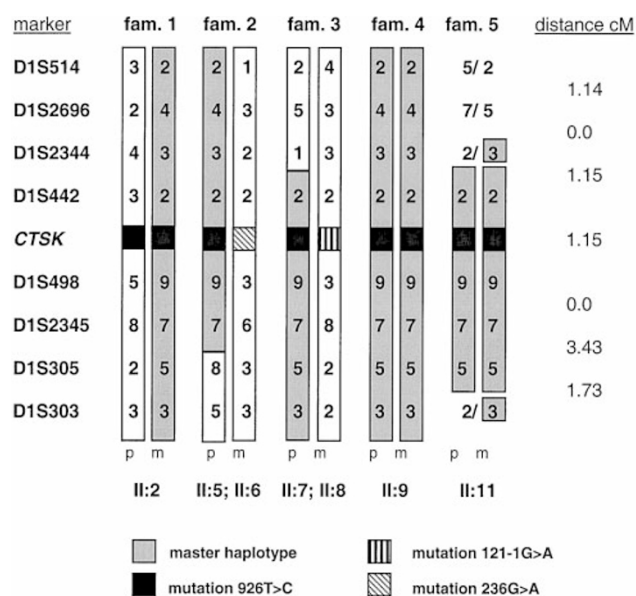 marker fam. 1 fam. 2 fam. 3 fam. 4 fam. 5 distance cM
D1S514 3 2 2 1 2 4 2 2 5/ 2
1.14
D1S2696 2 4 4 3 5 3 4 4 7/ 5
0.0
D1S2344 4 3 3 2 1 3 3 3 2/ 3
1.15
D1S442 3 2 2 2 2 2 2 2 2 2
CTSK 1.15
D1S498 5 9 9 3 9 3 9 9 9 9
0.0
D1S2345 8 7 7 6 7 8 7 7 7 7
3.43
D1S305 2 5 8 3 5 2 5 5 5 5
1.73
D1S303 3 3 5 3 3 2 3 3 2/ 3
p m p m p m p m p m
II:2 II:5; II:6 II:7; II:8 II:9 II:11
master haplotype mutation 121-1G>A
mutation 926T>C mutation 236G>A